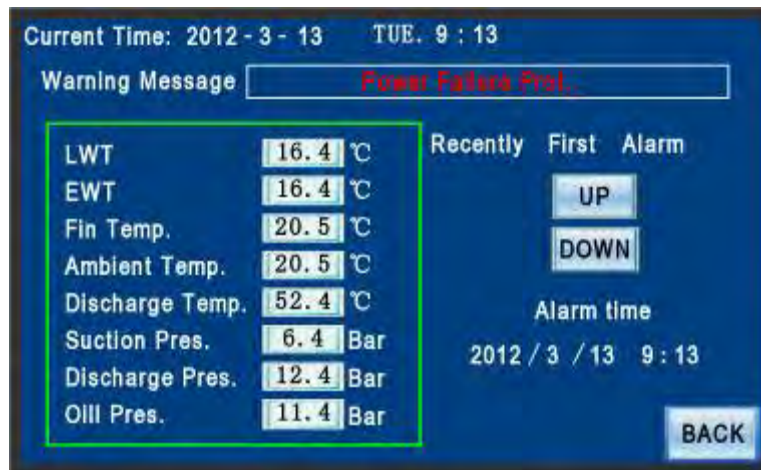 Current Time: 2012 - 3 - 13 TUE. 9 : 13
Warning Message Power Failure Prot.
LWT 16.4 ℃
EWT 16.4 ℃
Fin Temp. 20.5 ℃
Ambient Temp. 20.5 ℃
Discharge Temp. 52.4 ℃
Suction Pres. 6.4 Bar
Discharge Pres. 12.4 Bar
Oill Pres. 11.4 Bar
Recently First Alarm
UP
DOWN
Alarm time
2012 / 3 / 13 9 : 13
BACK